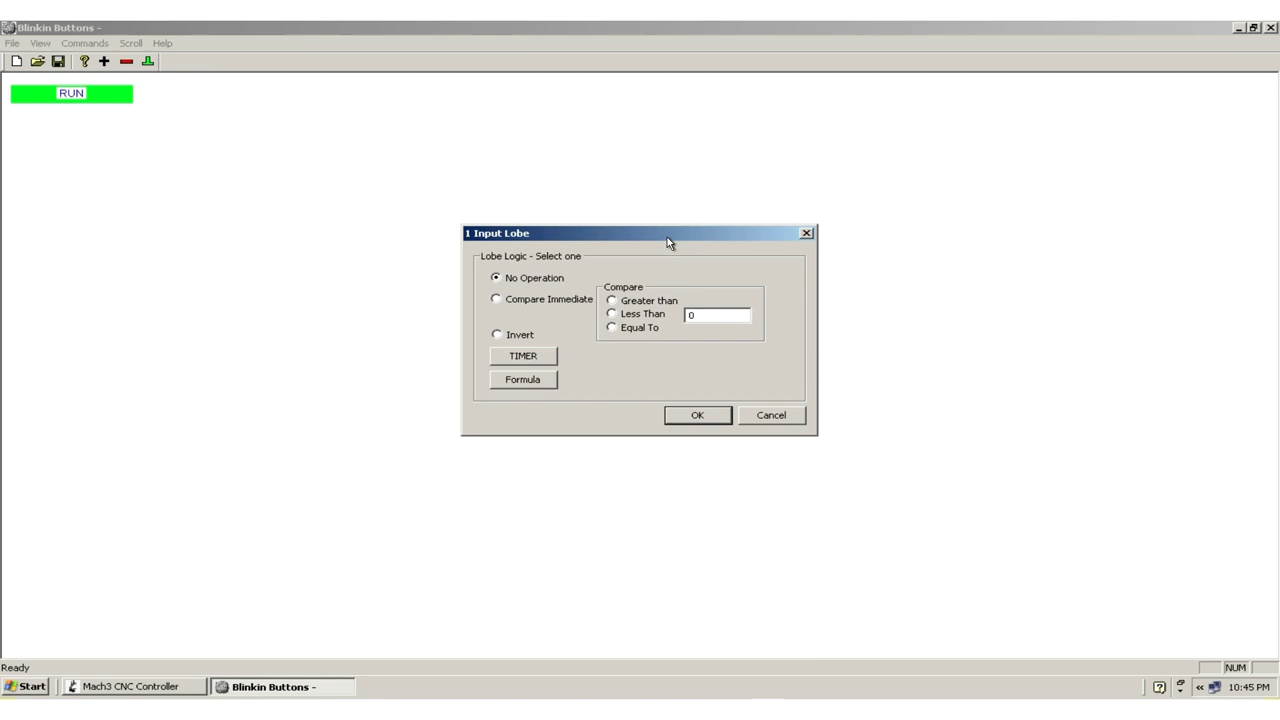 Blinkin Buttons -
File View Commands Scroll Help
RUN
1 Input Lobe
Lobe Logic - Select one
No Operation
Compare Immediate
Compare
Greater than
Less Than
0
Equal To
Invert
TIMER
Formula
OK Cancel
Ready
NUM
Start Mach3 CNC Controller Blinkin Buttons - 10:45 PM